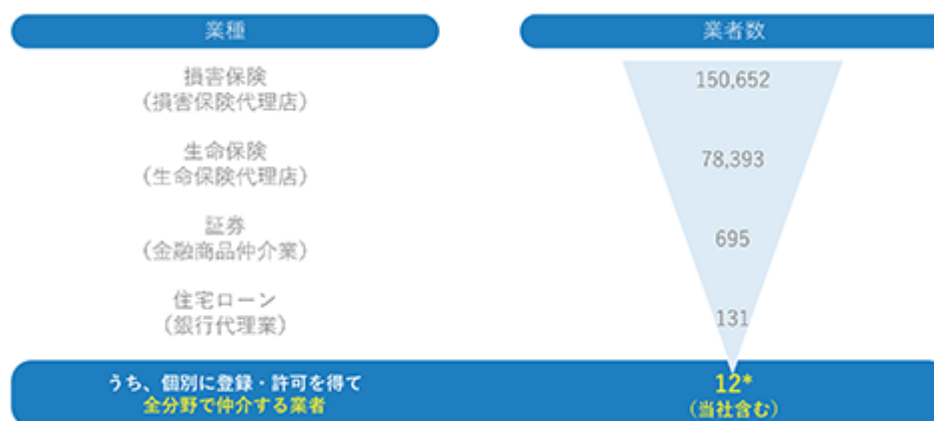 業種
業者数
損害保険
（損害保険代理店）
150,652
生命保険
（生命保険代理店）
78,393
証券
（金融商品仲介業）
695
住宅ローン
（銀行代理業）
131
うち、個別に登録・許可を得て
全分野で仲介する業者
12*
（当社含む）